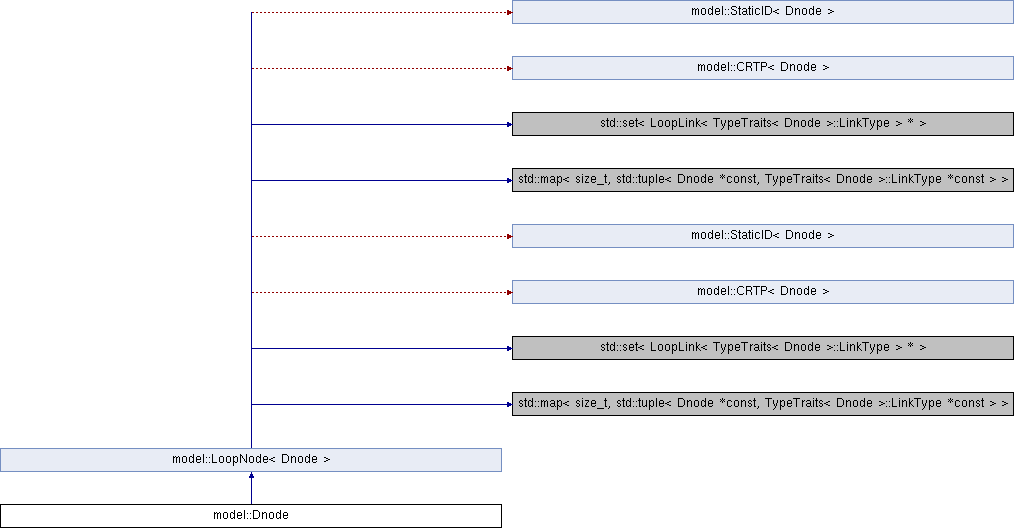 model::StaticID< Dnode >
model::CRTP< Dnode >
std::set< LoopLink< TypeTraits< Dnode >::LinkType > * >
std::map< size_t, std::tuple< Dnode *const, TypeTraits< Dnode >::LinkType *const > >
model::StaticID< Dnode >
model::CRTP< Dnode >
std::set< LoopLink< TypeTraits< Dnode >::LinkType > * >
std::map< size_t, std::tuple< Dnode *const, TypeTraits< Dnode >::LinkType *const > >
model::LoopNode< Dnode >
model::Dnode